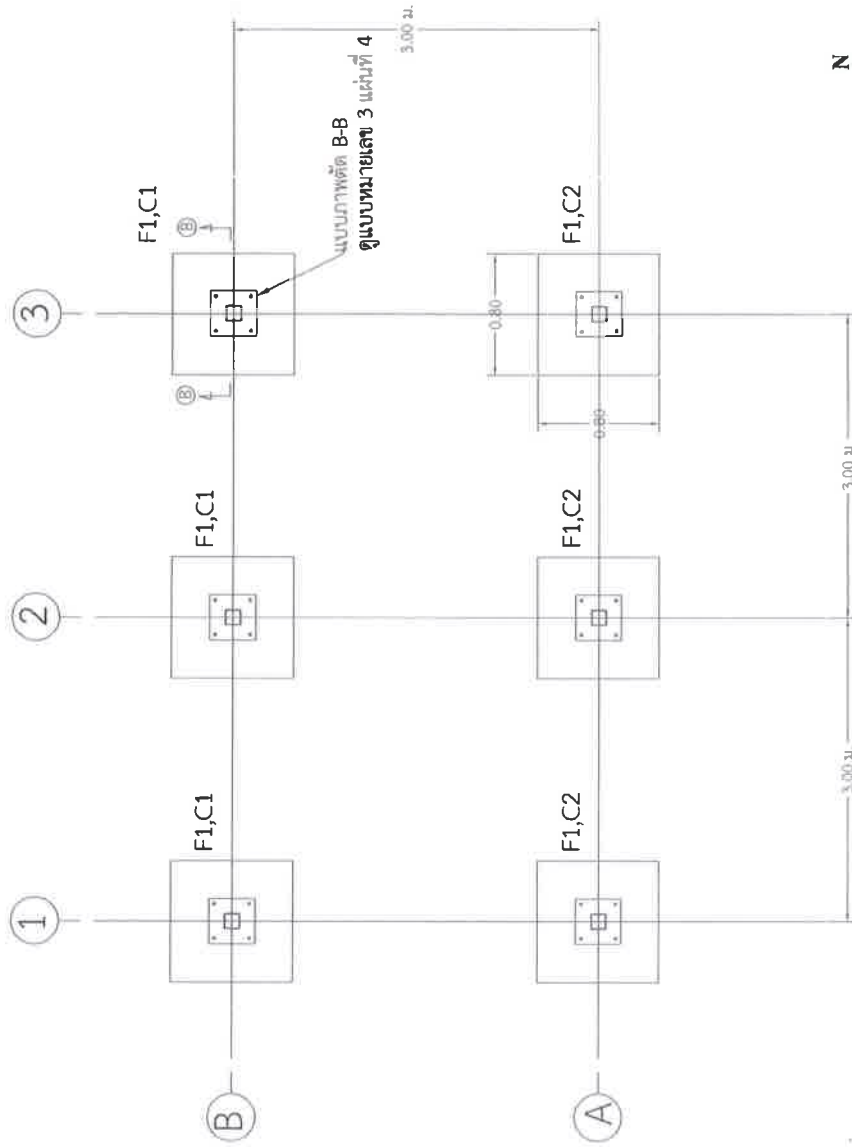 3
2
1
B
A
F1,C1
F1,C1
F1,C1
F1,C2
F1,C2
F1,C2
B
B
แบบภาพตัด B-B
ดูแบบหมายเลข 3 แผ่นที่ 4
3.00 ม.
0.80
0.80
3.00 ม.
3.00 ม.
N